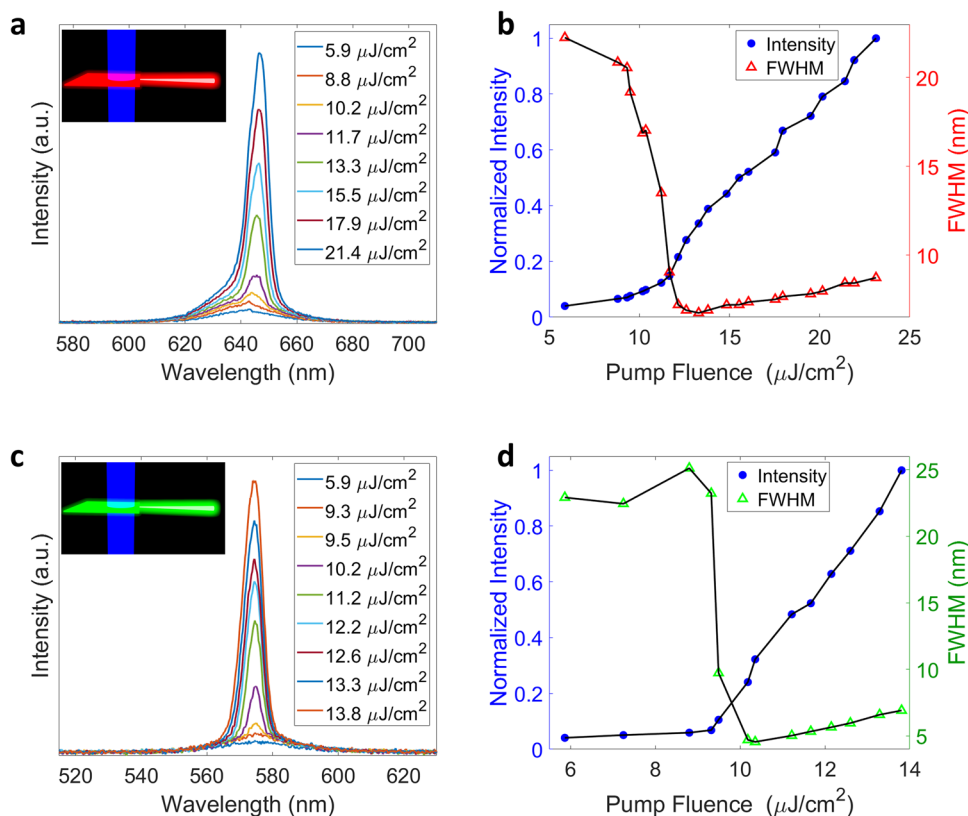 a
Intensity (a.u.)
5.9 μJ/cm²
8.8 μJ/cm²
10.2 μJ/cm²
11.7 μJ/cm²
13.3 μJ/cm²
15.5 μJ/cm²
17.9 μJ/cm²
21.4 μJ/cm²
580 600 620 640 660 680 700
Wavelength (nm)
b
Normalized Intensity
1
0.8
0.6
0.4
0.2
0
Intensity
FWHM
20
15
10
FWHM (nm)
5 10 15 20 25
Pump Fluence (μJ/cm²)
c
Intensity (a.u.)
5.9 μJ/cm²
9.3 μJ/cm²
9.5 μJ/cm²
10.2 μJ/cm²
11.2 μJ/cm²
12.2 μJ/cm²
12.6 μJ/cm²
13.3 μJ/cm²
13.8 μJ/cm²
520 540 560 580 600 620
Wavelength (nm)
d
Normalized Intensity
1
0.8
0.6
0.4
0.2
0
Intensity
FWHM
25
20
15
10
5
FWHM (nm)
6 8 10 12 14
Pump Fluence (μJ/cm²)